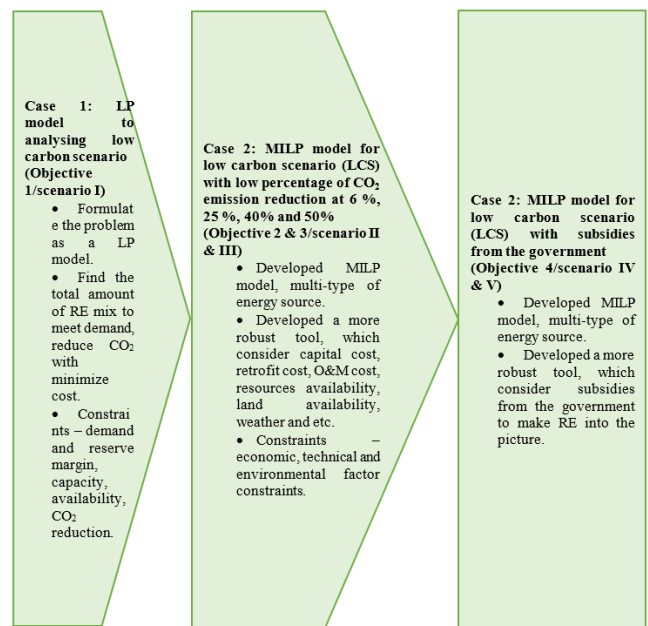 Case 1: LP
model to
analysing low
carbon scenario
(Objective
1/scenario I)
• Formulat
e the problem
as a LP
model.
• Find the
total amount
of RE mix to
meet demand,
reduce CO₂
with
minimize
cost.
• Constrai
nts – demand
and reserve
margin,
capacity,
availability,
CO₂
reduction.
Case 2: MILP model for
low carbon scenario (LCS)
with low percentage of CO₂
emission reduction at 6 %,
25 %, 40% and 50%
(Objective 2 & 3/scenario II
& III)
• Developed MILP
model, multi-type of
energy source.
• Developed a more
robust tool, which
consider capital cost,
retrofit cost, O&M cost,
resources availability,
land availability,
weather and etc.
• Constraints –
economic, technical and
environmental factor
constraints.
Case 2: MILP model for
low carbon scenario
(LCS) with subsidies
from the government
(Objective 4/scenario IV
& V)
• Developed MILP
model, multi-type of
energy source.
• Developed a more
robust tool, which
consider subsidies
from the government
to make RE into the
picture.